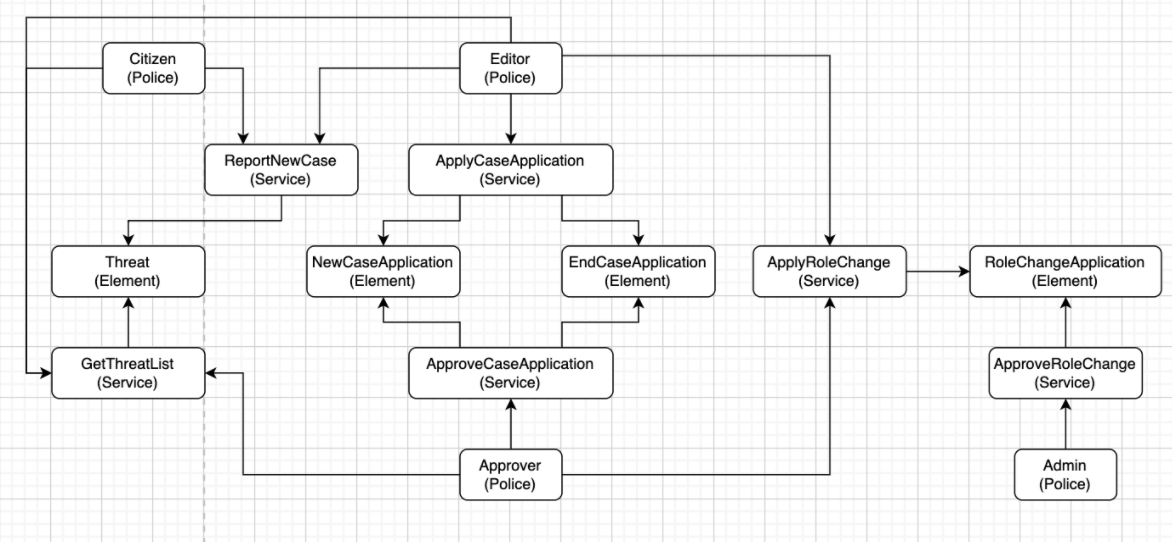 Citizen
(Police)
Editor
(Police)
ReportNewCase
(Service)
ApplyCaseApplication
(Service)
Threat
(Element)
NewCaseApplication
(Element)
EndCaseApplication
(Element)
ApplyRoleChange
(Service)
RoleChangeApplication
(Element)
GetThreatList
(Service)
ApproveCaseApplication
(Service)
ApproveRoleChange
(Service)
Approver
(Police)
Admin
(Police)